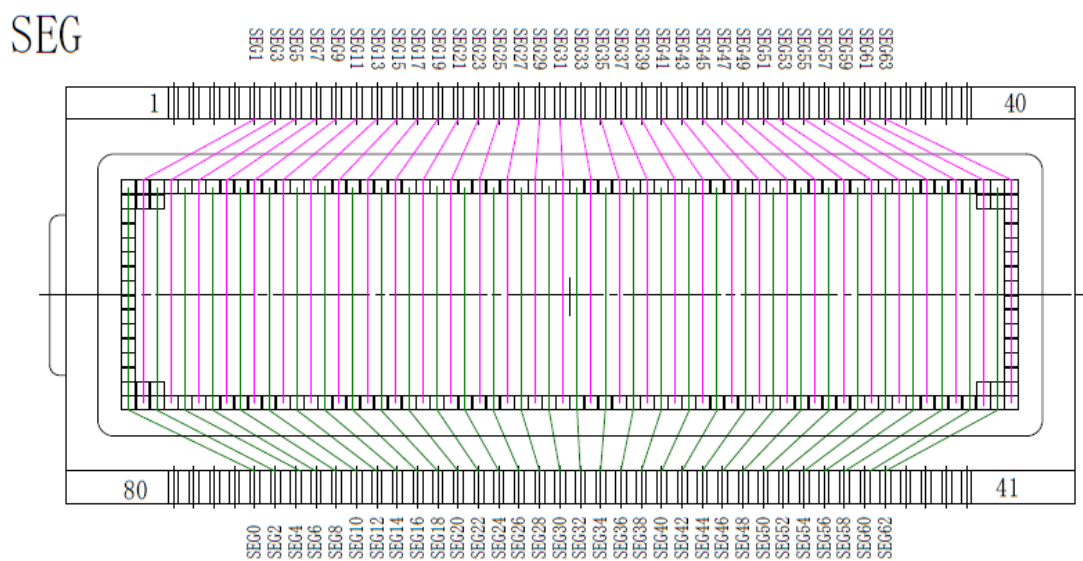 SEG
SEG1 SEG3 SEG5 SEG7 SEG9 SEG11 SEG13 SEG15 SEG17 SEG19 SEG21 SEG23 SEG25 SEG27 SEG29 SEG31 SEG33 SEG35 SEG37 SEG39 SEG41 SEG43 SEG45 SEG47 SEG49 SEG51 SEG53 SEG55 SEG57 SEG59 SEG61 SEG63
1 40
80 41
SEG0 SEG2 SEG4 SEG6 SEG8 SEG10 SEG12 SEG14 SEG16 SEG18 SEG20 SEG22 SEG24 SEG26 SEG28 SEG30 SEG32 SEG34 SEG36 SEG38 SEG40 SEG42 SEG44 SEG46 SEG48 SEG50 SEG52 SEG54 SEG56 SEG58 SEG60 SEG62